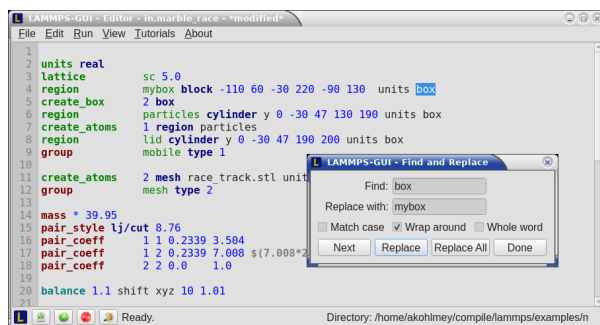 LAMMPS-GUI - Editor - in.marble_race - *modified*
File Edit Run View Tutorials About
1
2 units real
3 lattice sc 5.0
4 region mybox block -110 60 -30 220 -90 130 units box
5 create_box 2 box
6 region particles cylinder y 0 -30 47 130 190 units box
7 create_atoms 1 region particles
8 region lid cylinder y 0 -30 47 190 200 units box
9 group mobile type 1
10
11 create_atoms 2 mesh race_track.stl unit
12 group mesh type 2
13
14 mass * 39.95
15 pair_style lj/cut 8.76
16 pair_coeff 1 1 0.2339 3.504
17 pair_coeff 1 2 0.2339 7.008 $(7.008*2
18 pair_coeff 2 2 0.0 1.0
19
20 balance 1.1 shift xyz 10 1.01
21
LAMMPS-GUI - Find and Replace
Find: box
Replace with: mybox
Match case Wrap around Whole word
Next Replace Replace All Done
Ready. Directory: /home/akohlmey/compile/lammps/examples/n